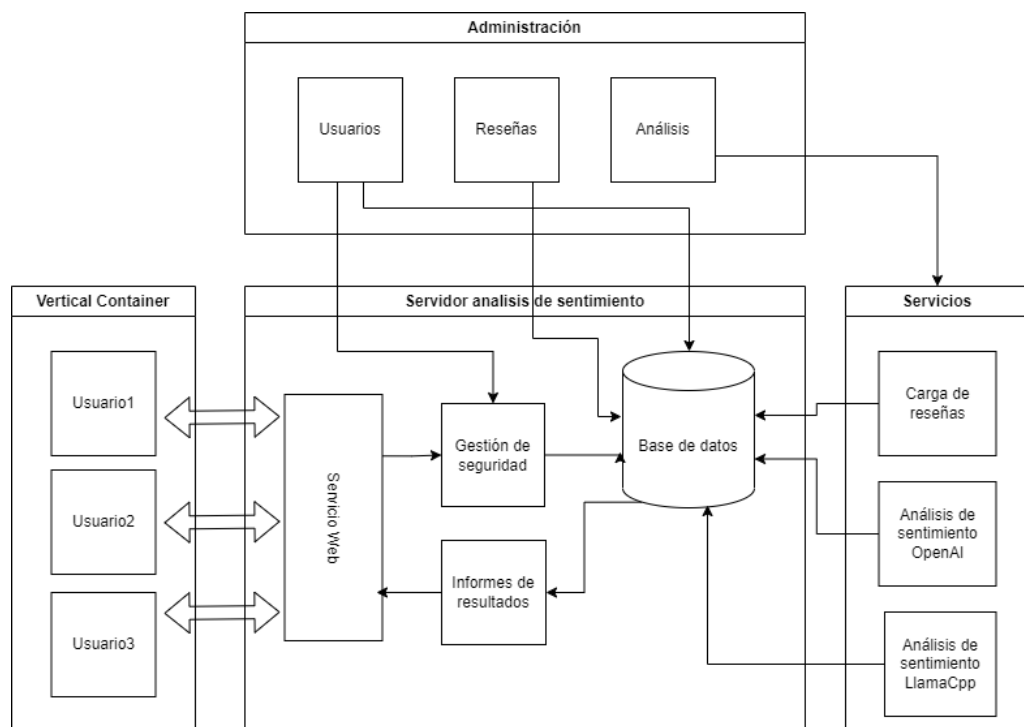 Administración
Usuarios
Reseñas
Análisis
Vertical Container
Usuario1
Usuario2
Usuario3
Servidor analisis de sentimiento
Servicio Web
Gestión de
seguridad
Informes de
resultados
Base de datos
Servicios
Carga de
reseñas
Análisis de
sentimiento
OpenAI
Análisis de
sentimiento
LlamaCpp